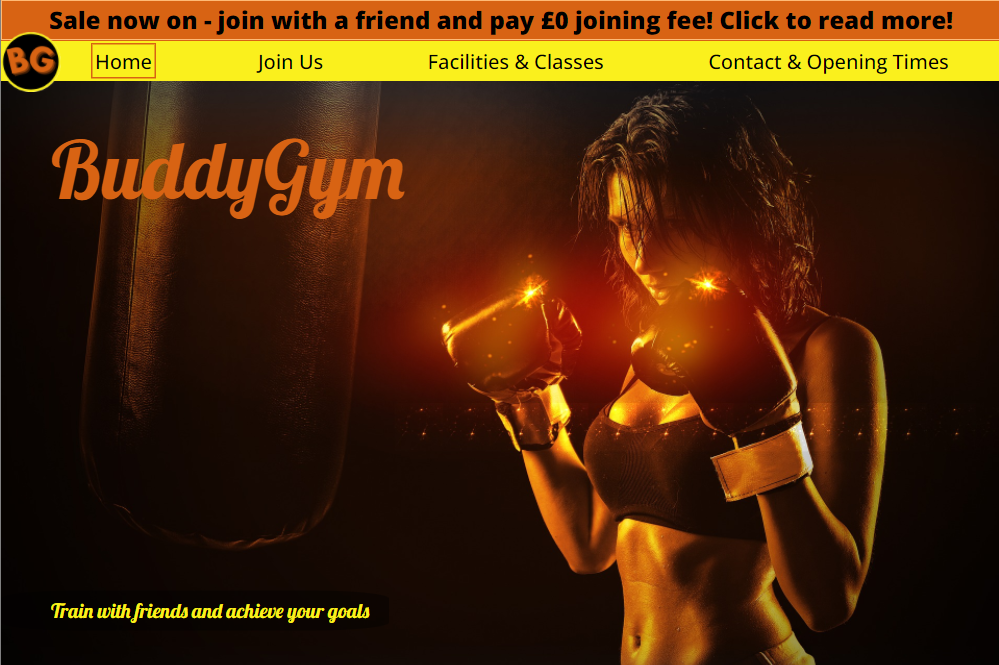 Sale now on - join with a friend and pay £0 joining fee! Click to read more!
BG Home Join Us Facilities & Classes Contact & Opening Times
BuddyGym
Train with friends and achieve your goals